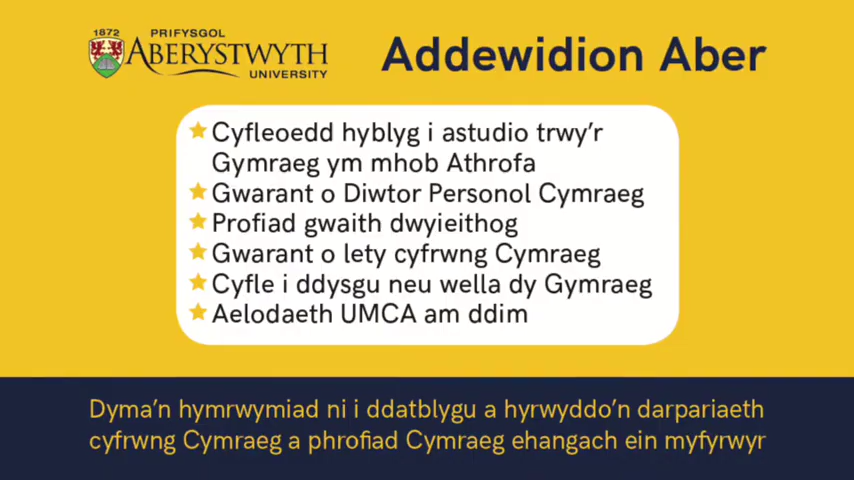 1872
PRIFYSGOL
ABERYSTWYTH
UNIVERSITY
Addewidion Aber
Cyfleoedd hyblyg i astudio trwy'r
Gymraeg ym mhob Athrofa
Gwarant o Diwtor Personol Cymraeg
Profiad gwaith dwyieithog
Gwarant o lety cyfrwng Cymraeg
Cyfle i ddysgu neu wella dy Gymraeg
Aelodaeth UMCA am ddim
Dyma'n hymrwymiad ni i ddatblygu a hyrwyddo'n darpariaeth
cyfrwng Cymraeg a phrofiad Cymraeg ehangach ein myfyrwyr